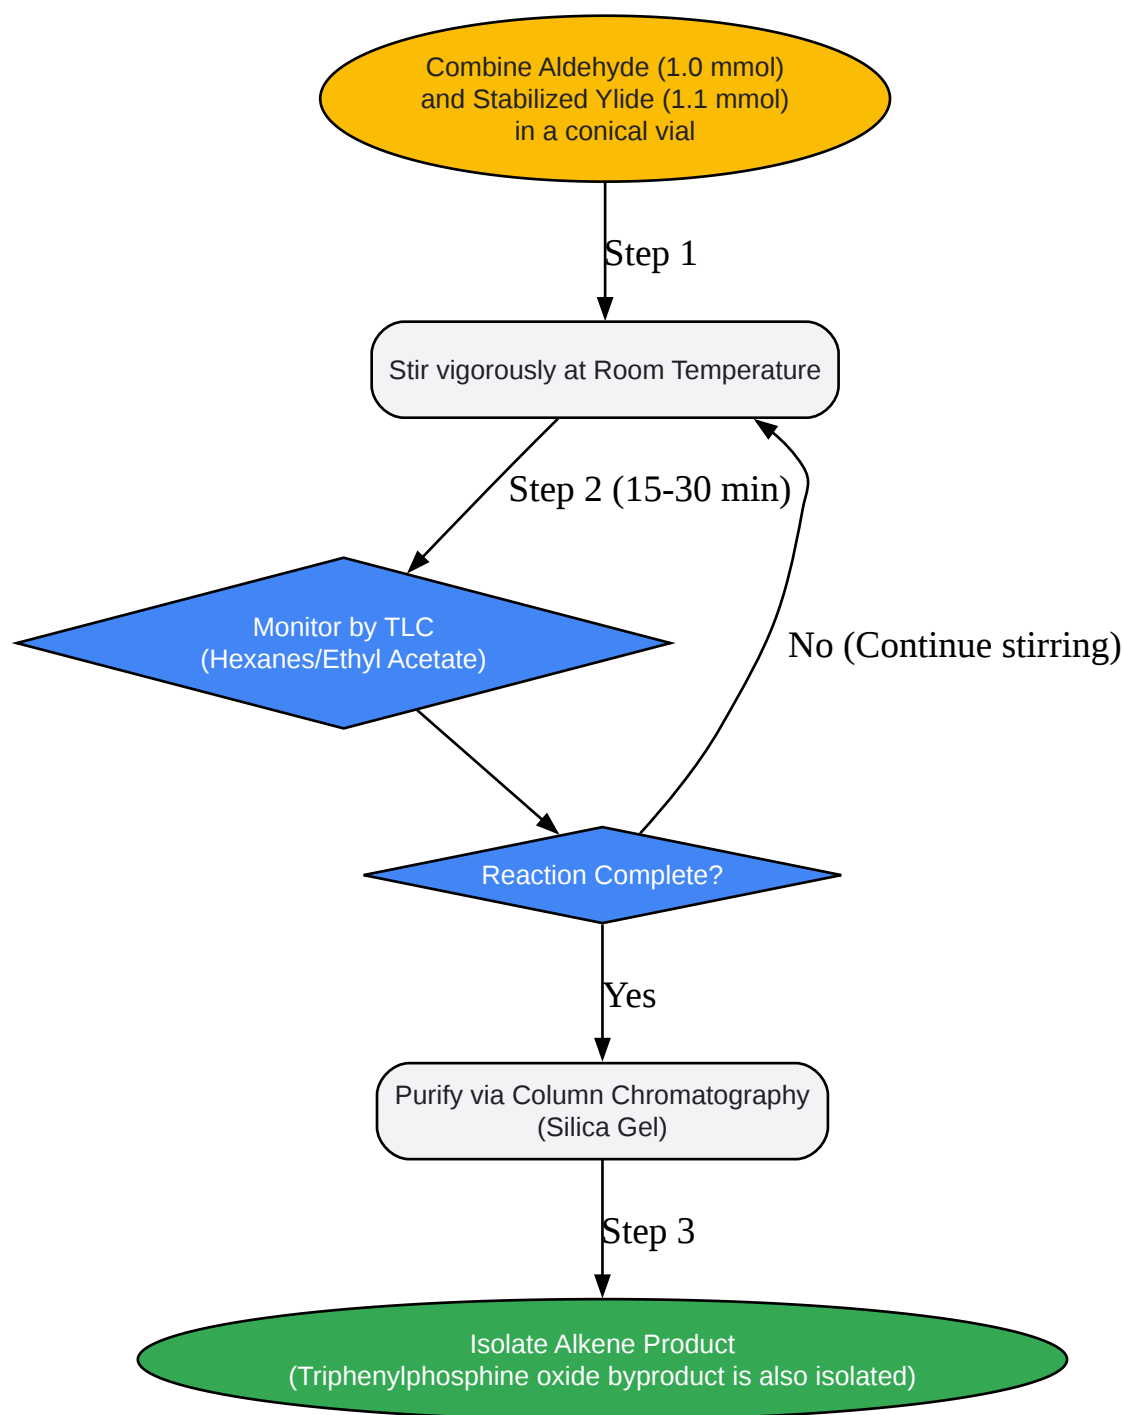 Combine Aldehyde (1.0 mmol)
and Stabilized Ylide (1.1 mmol)
in a conical vial
Step 1
Stir vigorously at Room Temperature
Step 2 (15-30 min)
Monitor by TLC
(Hexanes/Ethyl Acetate)
No (Continue stirring)
Reaction Complete?
Yes
Purify via Column Chromatography
(Silica Gel)
Step 3
Isolate Alkene Product
(Triphenylphosphine oxide byproduct is also isolated)